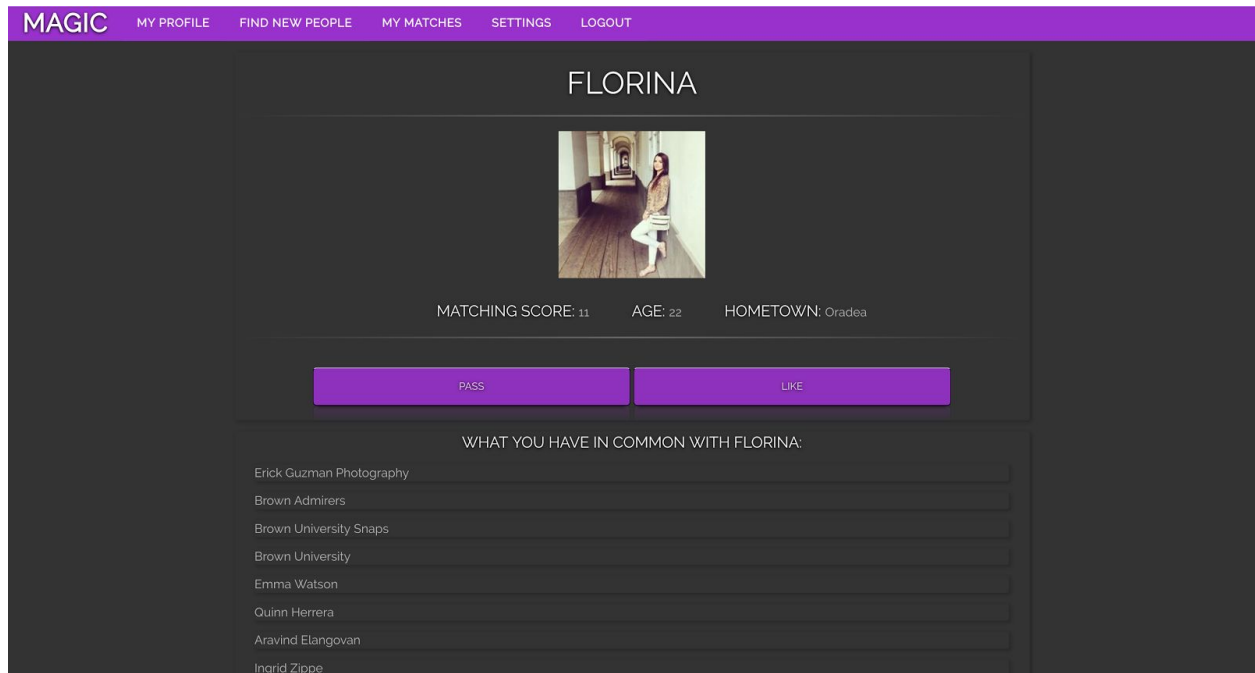 MAGIC MY PROFILE FIND NEW PEOPLE MY MATCHES SETTINGS LOGOUT
FLORINA
MATCHING SCORE: 11 AGE: 22 HOMETOWN: Oradea
PASS LIKE
WHAT YOU HAVE IN COMMON WITH FLORINA:
Erick Guzman Photography
Brown Admirers
Brown University Snaps
Brown University
Emma Watson
Quinn Herrera
Aravind Elangovan
Ingrid Zippe